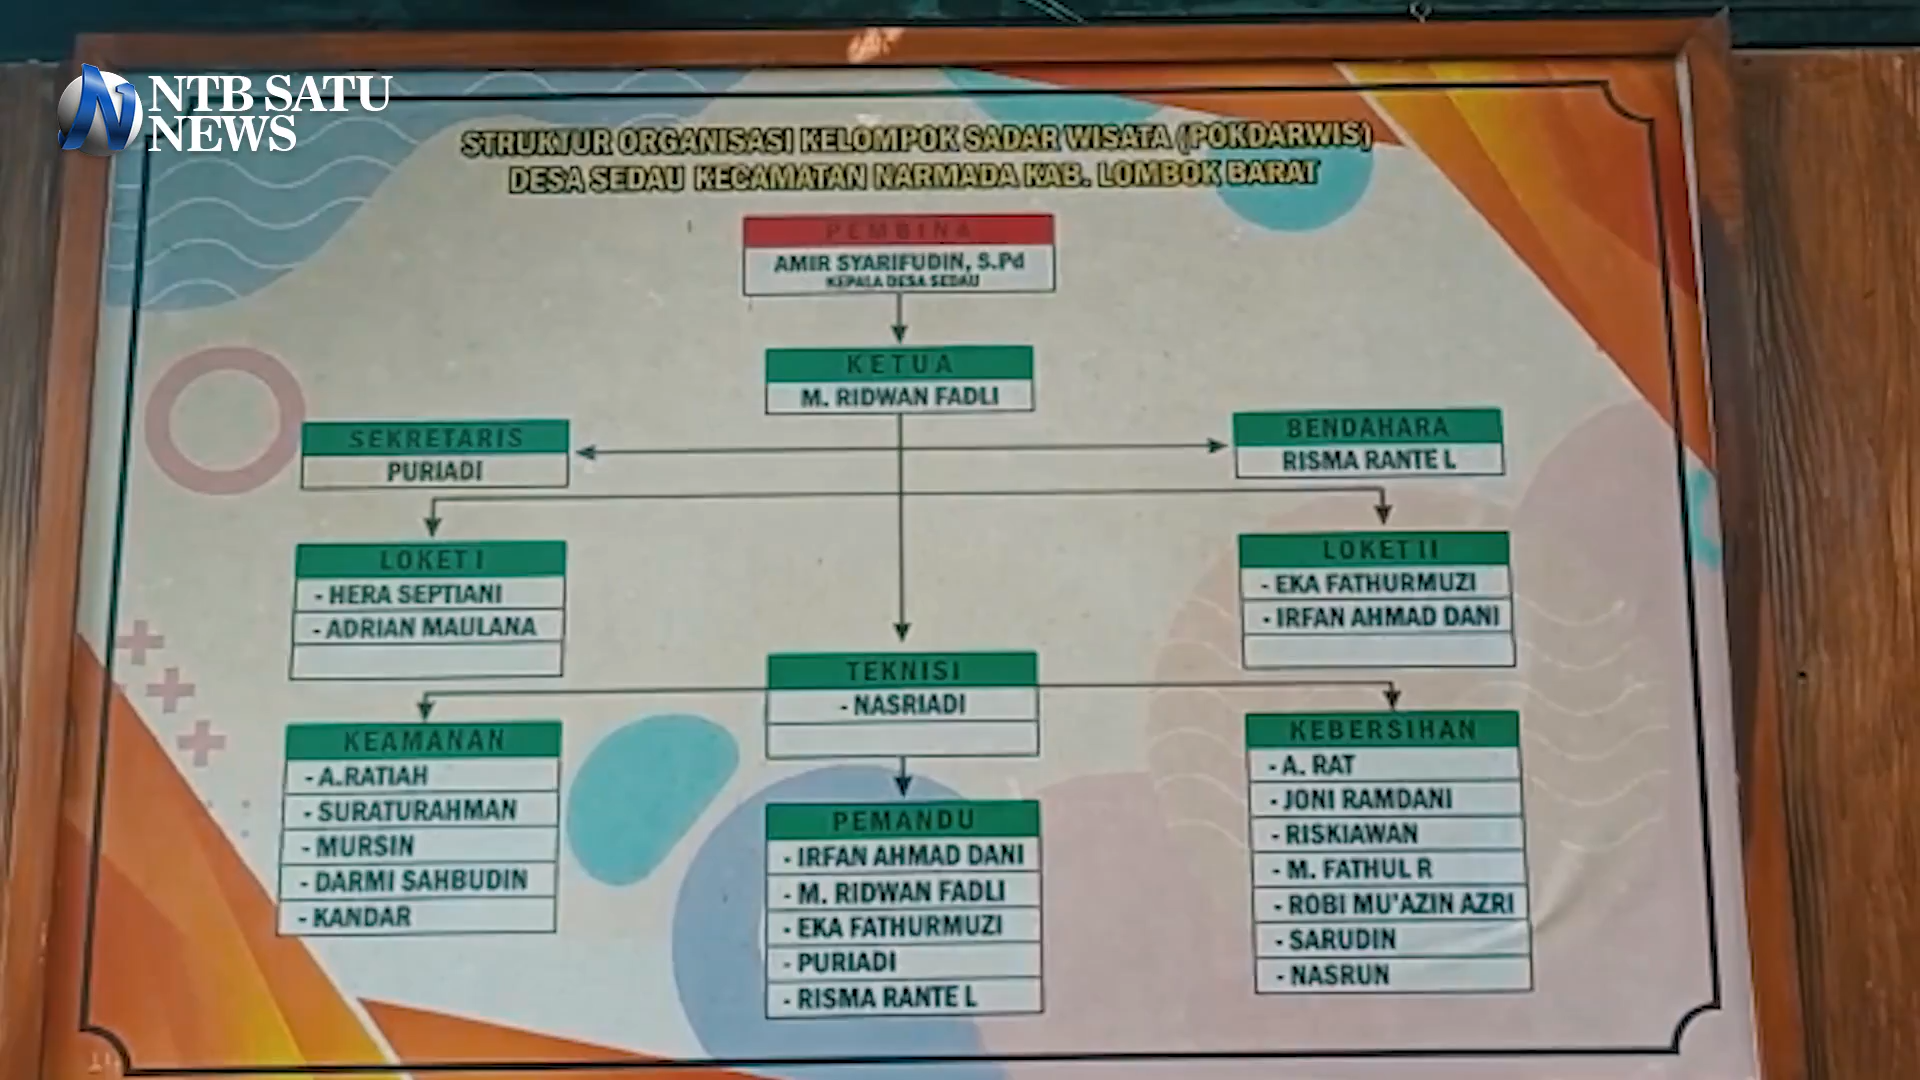 NTB SATU
NEWS
STRUKTUR ORGANISASI KELOMPOK SADAR WISATA (POKDARWIS)
DESA SEDAU KECAMATAN NARMADA KAB. LOMBOK BARAT
PEMBINA
AMIR SYARIFUDIN, S.Pd
KEPALA DESA SEDAU
KETUA
M. RIDWAN FADLI
SEKRETARIS
PURIADI
BENDAHARA
RISMA RANTE L
LOKET I
- HERA SEPTIANI
- ADRIAN MAULANA
LOKET II
- EKA FATHURMUZI
- IRFAN AHMAD DANI
TEKNISI
- NASRIADI
KEAMANAN
- A.RATIAH
- SURATURAHMAN
- MURSIN
- DARMI SAHBUDIN
- KANDAR
PEMANDU
- IRFAN AHMAD DANI
- M. RIDWAN FADLI
- EKA FATHURMUZI
- PURIADI
- RISMA RANTE L
KEBERSIHAN
- A. RAT
- JONI RAMDANI
- RISKIAWAN
- M. FATHUL R
- ROBI MU'AZIN AZRI
- SARUDIN
- NASRUN